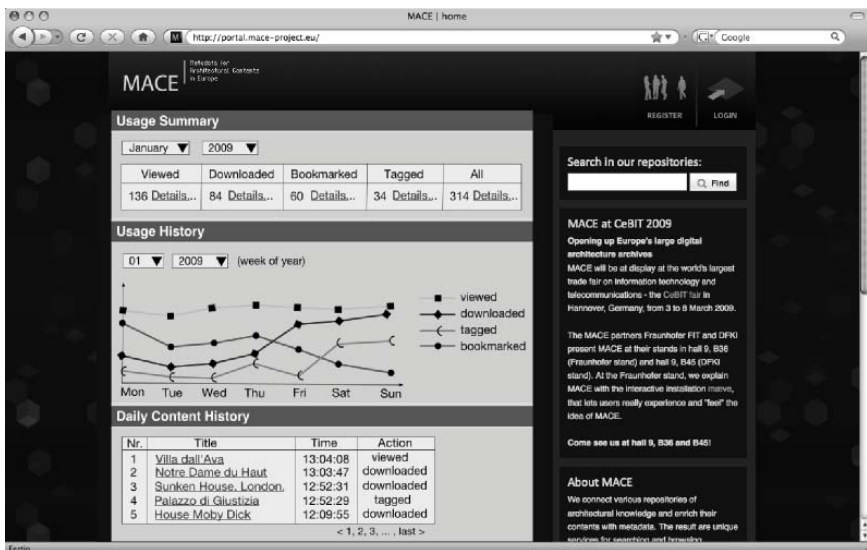 MACE | home
http://portal.mace-project.eu/
Google
MACE
Metadata for
Architectural Contents
in Europe
REGISTER LOGIN
Usage Summary
January 2009
Viewed Downloaded Bookmarked Tagged All
136 Details... 84 Details... 60 Details... 34 Details... 314 Details...
Usage History
01 2009 (week of year)
viewed
downloaded
tagged
bookmarked
Mon Tue Wed Thu Fri Sat Sun
Daily Content History
Nr. Title Time Action
1 Villa dall'Ava 13:04:08 viewed
2 Notre Dame du Haut 13:03:47 downloaded
3 Sunken House, London, 12:52:31 downloaded
4 Palazzo di Giustizia 12:52:29 tagged
5 House Moby Dick 12:09:55 downloaded
< 1, 2, 3, ... , last >
Search in our repositories:
Find
MACE at CeBIT 2009
Opening up Europe's large digital
architecture archives
MACE will be at display at the world's largest
trade fair on information technology and
telecommunications - the CeBIT fair in
Hannover, Germany, from 3 to 8 March 2009.
The MACE partners Fraunhofer FIT and DFKI
present MACE at their stands in hall 9, B36
(Fraunhofer stand) and hall 9, B45 (DFKI
stand). At the Fraunhofer stand, we explain
MACE with the interactive installation maeve,
that lets users really experience and "feel" the
idea of MACE.
Come see us at hall 9, B36 and B45!
About MACE
We connect various repositories of
architectural knowledge and enrich their
contents with metadata. The result are unique
services for searching and browsing
Fertig